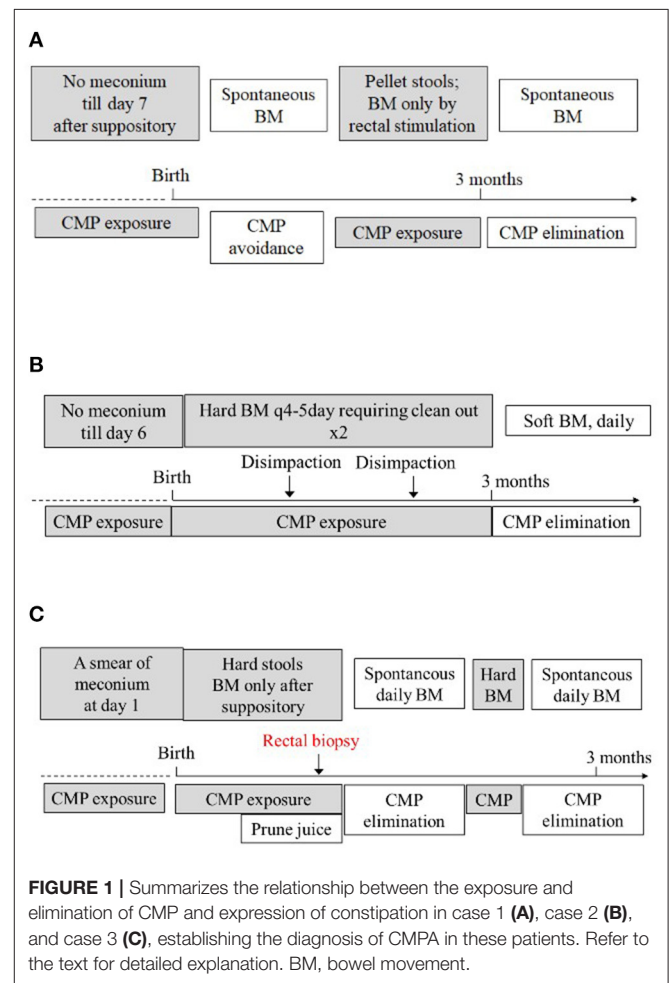 A
No meconium
till day 7
after suppository
Spontaneous
BM
Pellet stools;
BM only by
rectal stimulation
Spontaneous
BM
Birth
3 months
CMP exposure
CMP
avoidance
CMP exposure
CMP elimination
B
No meconium
till day 6
Hard BM q4-5day requiring clean out
x2
Soft BM, daily
Disimpaction
Disimpaction
Birth
3 months
CMP exposure
CMP exposure
CMP elimination
C
A smear of
meconium
at day 1
Hard stools
BM only after
suppository
Spontancous
daily BM
Hard
BM
Spontancous
daily BM
Rectal biopsy
Birth
3 months
CMP exposure
CMP exposure
Prune juice
CMP
elimination
CMP
CMP
elimination
FIGURE 1 | Summarizes the relationship between the exposure and
elimination of CMP and expression of constipation in case 1 (A), case 2 (B),
and case 3 (C), establishing the diagnosis of CMPA in these patients. Refer to
the text for detailed explanation. BM, bowel movement.